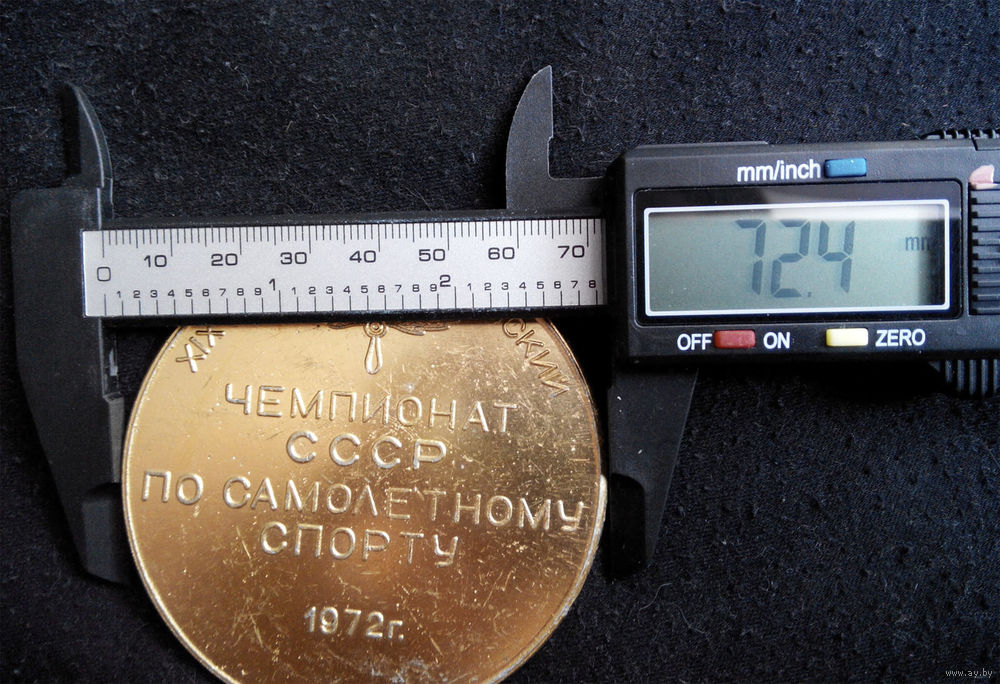 mm/inch
72.4
mm
OFF ON ZERO
0 10 20 30 40 50 60 70
1 2 3 4 5 6 7 8 9 1 1 2 3 4 5 6 7 8 9 2 1 2 3 4 5 6 7 8
XIX СКИЙ
ЧЕМПИОНАТ
СССР
ПО САМОЛЕТНОМУ
СПОРТУ
1972г.
www.ay.by